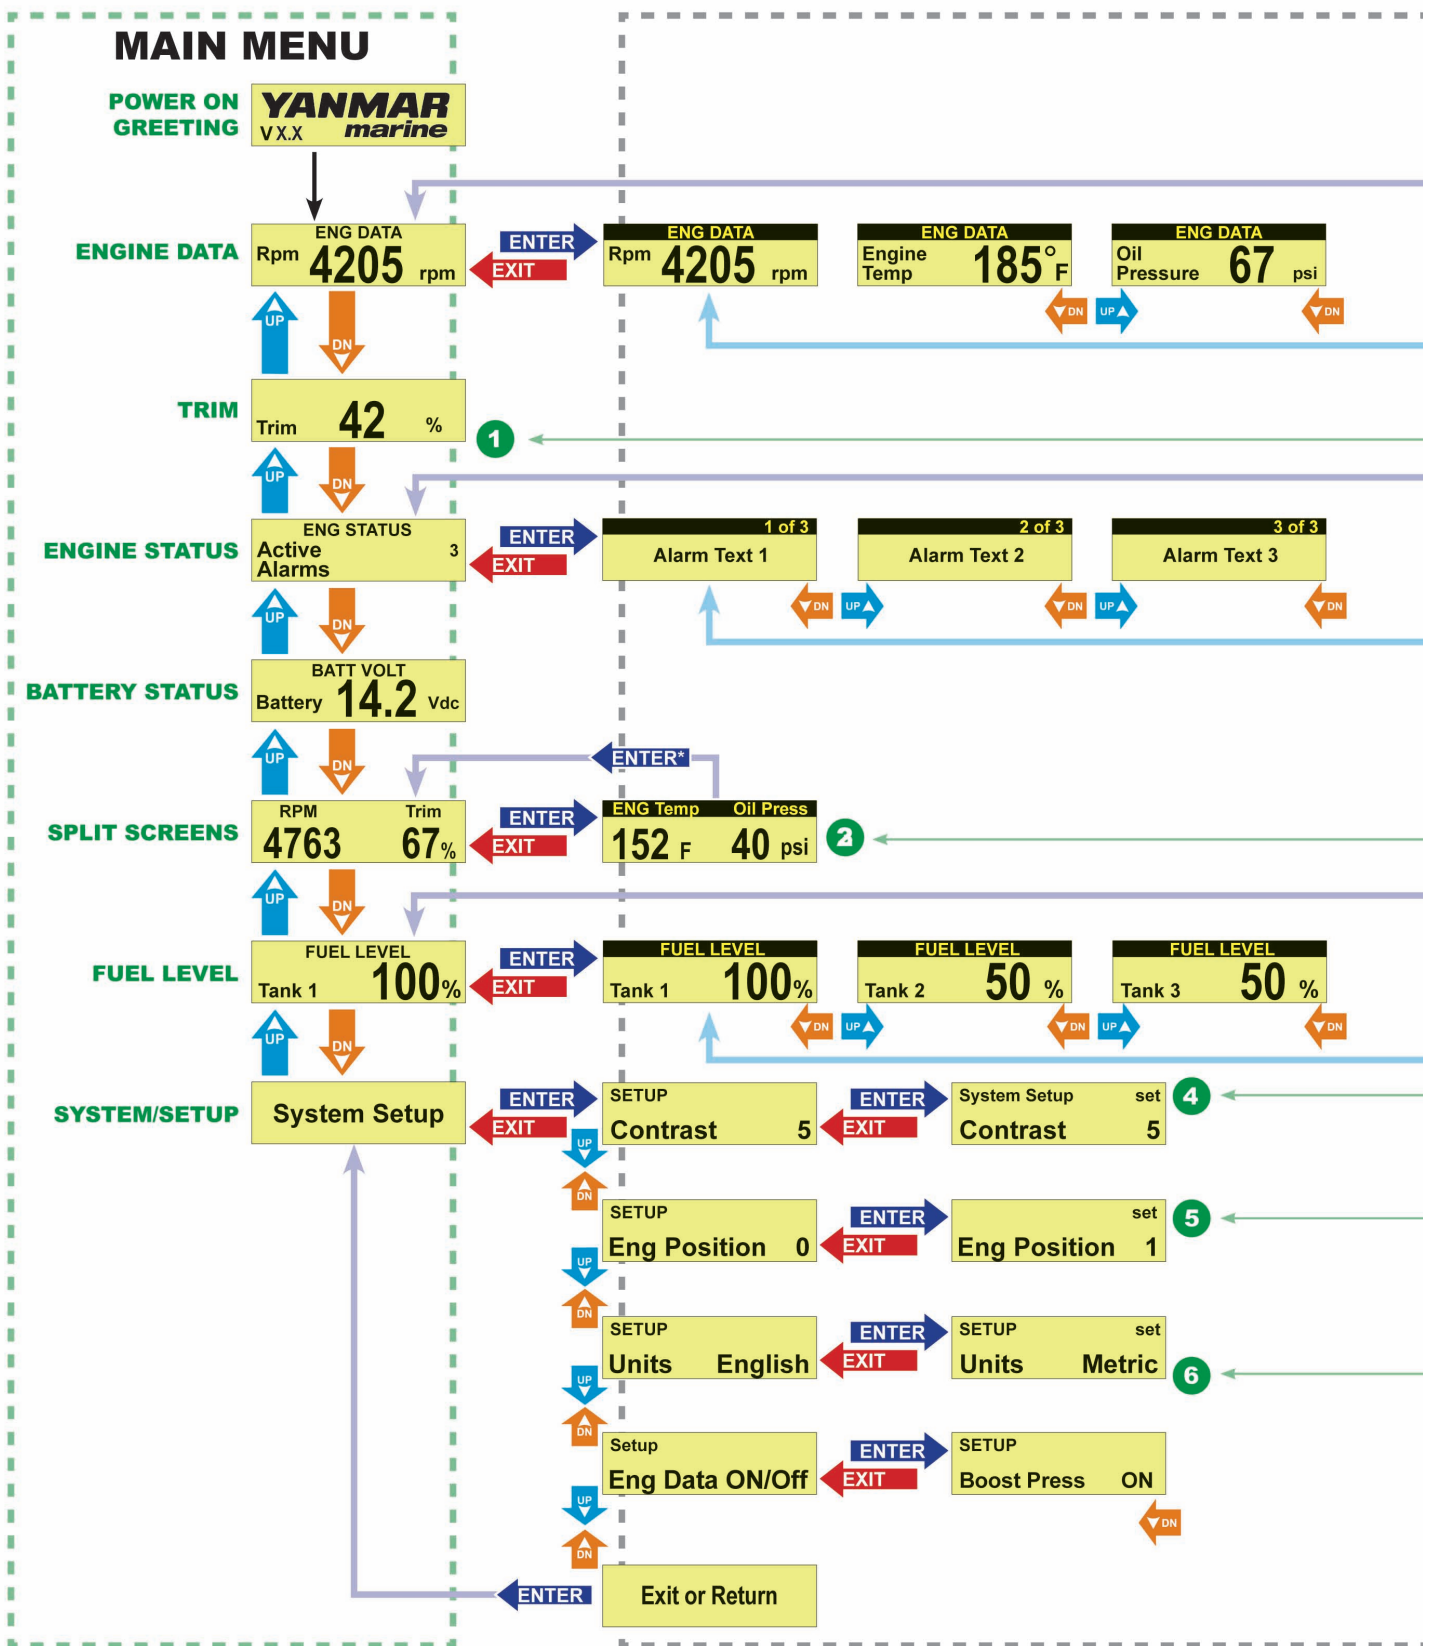 MAIN MENU
POWER ON
GREETING
YANMAR
V X.X marine
ENGINE DATA
ENG DATA
Rpm 4205 rpm
ENTER
EXIT
ENG DATA
Rpm 4205 rpm
ENG DATA
Engine
Temp 185° F
ENG DATA
Oil
Pressure 67 psi
DN
UP
DN
UP
DN
TRIM
Trim 42 %
1
UP
DN
ENGINE STATUS
ENG STATUS
Active 3
Alarms
ENTER
EXIT
1 of 3
Alarm Text 1
2 of 3
Alarm Text 2
3 of 3
Alarm Text 3
DN
UP
DN
UP
DN
UP
DN
BATTERY STATUS
BATT VOLT
Battery 14.2 Vdc
UP
DN
ENTER*
SPLIT SCREENS
RPM Trim
4763 67%
ENTER
EXIT
ENG Temp Oil Press
152 F 40 psi
2
UP
DN
FUEL LEVEL
FUEL LEVEL
Tank 1 100%
ENTER
EXIT
FUEL LEVEL
Tank 1 100%
FUEL LEVEL
Tank 2 50 %
FUEL LEVEL
Tank 3 50 %
DN
UP
DN
UP
DN
UP
DN
SYSTEM/SETUP
System Setup
ENTER
EXIT
SETUP
Contrast 5
ENTER
EXIT
System Setup set
Contrast 5
4
UP
DN
SETUP
Eng Position 0
ENTER
EXIT
set
Eng Position 1
5
UP
DN
SETUP
Units English
ENTER
EXIT
SETUP set
Units Metric
6
UP
DN
Setup
Eng Data ON/Off
ENTER
EXIT
SETUP
Boost Press ON
DN
UP
DN
ENTER
Exit or Return